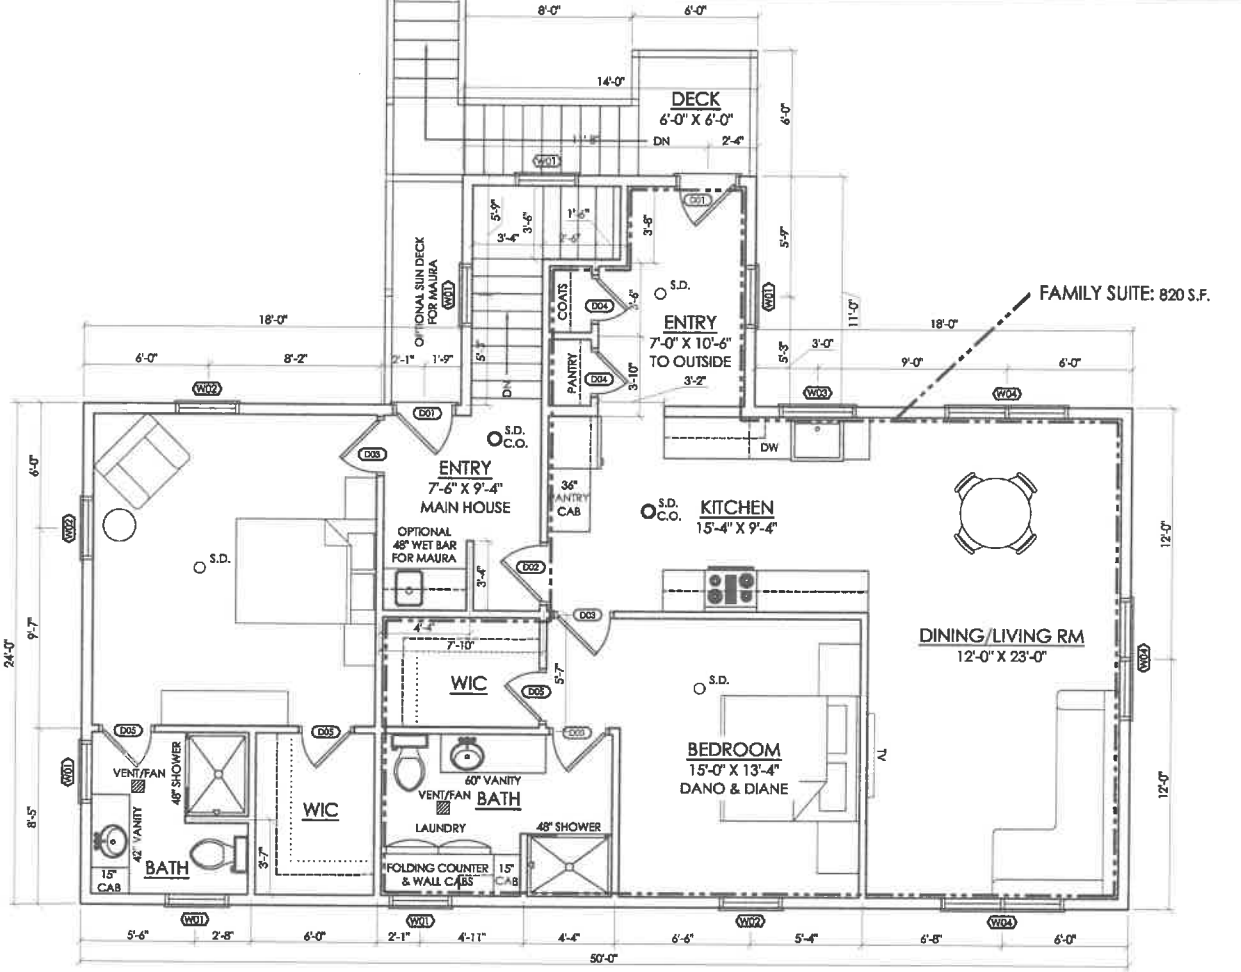 8'-0"
6'-0"
14'-0"
DECK
6'-0" X 6'-0"
6'-0"
DN
2'-4"
W01
D01
5'-9"
3'-6"
1'-6"
3'-8"
3'-4"
2'-6"
5'-9"
OPTIONAL SUN DECK
FOR MAURA
W01
COATS
D04
S.D.
W01
FAMILY SUITE: 820 S.F.
11'-0"
ENTRY
7'-0" X 10'-6"
TO OUTSIDE
18'-0"
18'-0"
6'-0"
8'-2"
2'-1"
1'-9"
DN
PANTRY
D04
3'-10"
3'-2"
5'-3"
3'-0"
9'-0"
6'-0"
W02
D01
W03
W04
S.D.
C.O.
DW
D03
ENTRY
7'-6" X 9'-4"
MAIN HOUSE
36"
PANTRY
CAB
S.D.
C.O.
KITCHEN
15'-4" X 9'-4"
6'-0"
W02
12'-0"
OPTIONAL
48" WET BAR
FOR MAURA
S.D.
D02
3'-4"
24'-0"
9'-7"
4'-4"
7'-10"
D03
DINING/LIVING RM
12'-0" X 23'-0"
W04
WIC
5'-7"
D05
S.D.
D05
D05
D03
BEDROOM
15'-0" X 13'-4"
DANO & DIANE
TV
W01
VENT/FAN
48" SHOWER
60" VANITY
VENT/FAN
BATH
12'-0"
8'-5"
42" VANITY
WIC
LAUNDRY
48" SHOWER
3'-7"
BATH
15"
CAB
FOLDING COUNTER
& WALL CABS
15"
CAB
W01
W01
W02
W04
5'-6"
2'-8"
6'-0"
2'-1"
4'-11"
4'-4"
6'-6"
5'-4"
6'-8"
6'-0"
50'-0"